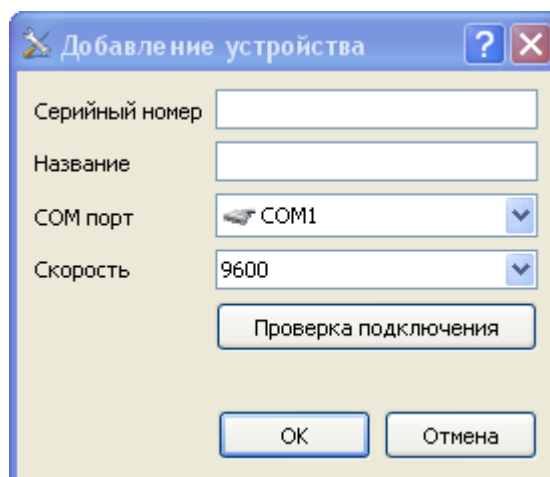 Добавление устройства
Серийный номер
Название
COM порт COM1
Скорость 9600
Проверка подключения
OK Отмена